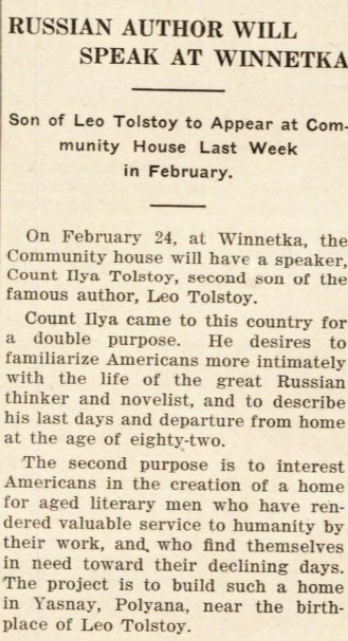 RUSSIAN AUTHOR WILL
SPEAK AT WINNETKA
Son of Leo Tolstoy to Appear at Com-
munity House Last Week
in February.
On February 24, at Winnetka, the
Community house will have a speaker,
Count Ilya Tolstoy, second son of the
famous author, Leo Tolstoy.
Count Ilya came to this country for
a double purpose. He desires to
familiarize Americans more intimately
with the life of the great Russian
thinker and novelist, and to describe
his last days and departure from home
at the age of eighty-two.
The second purpose is to interest
Americans in the creation of a home
for aged literary men who have ren-
dered valuable service to humanity by
their work, and. who find themselves
in need toward their declining days.
The project is to build such a home
in Yasnay, Polyana, near the birth-
place of Leo Tolstoy.